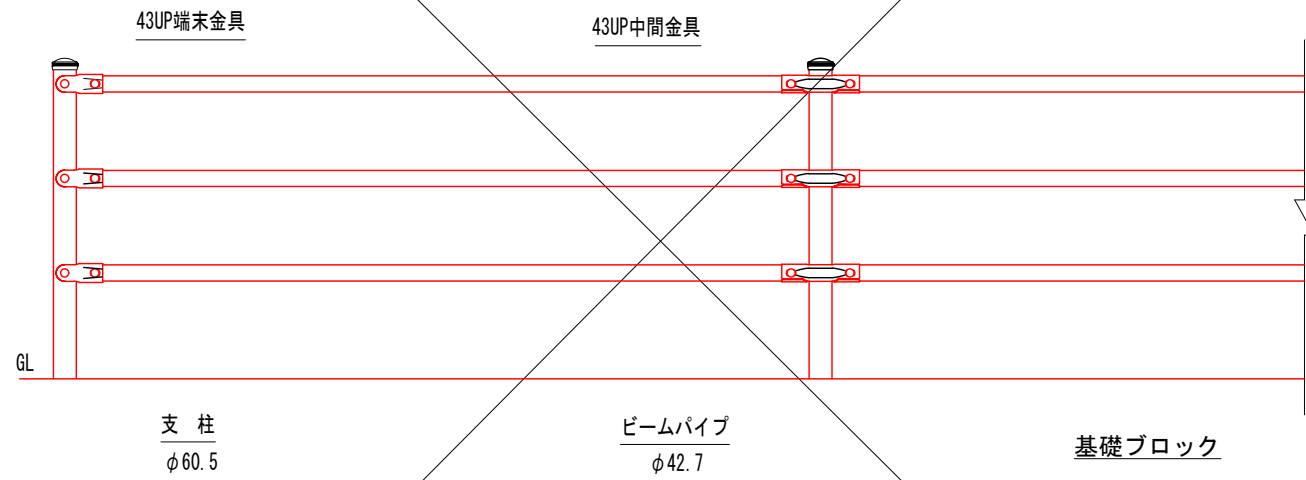 43UP端末金具
43UP中間金具
GL
支 柱
φ60.5
ビームパイプ
φ42.7
基礎ブロック